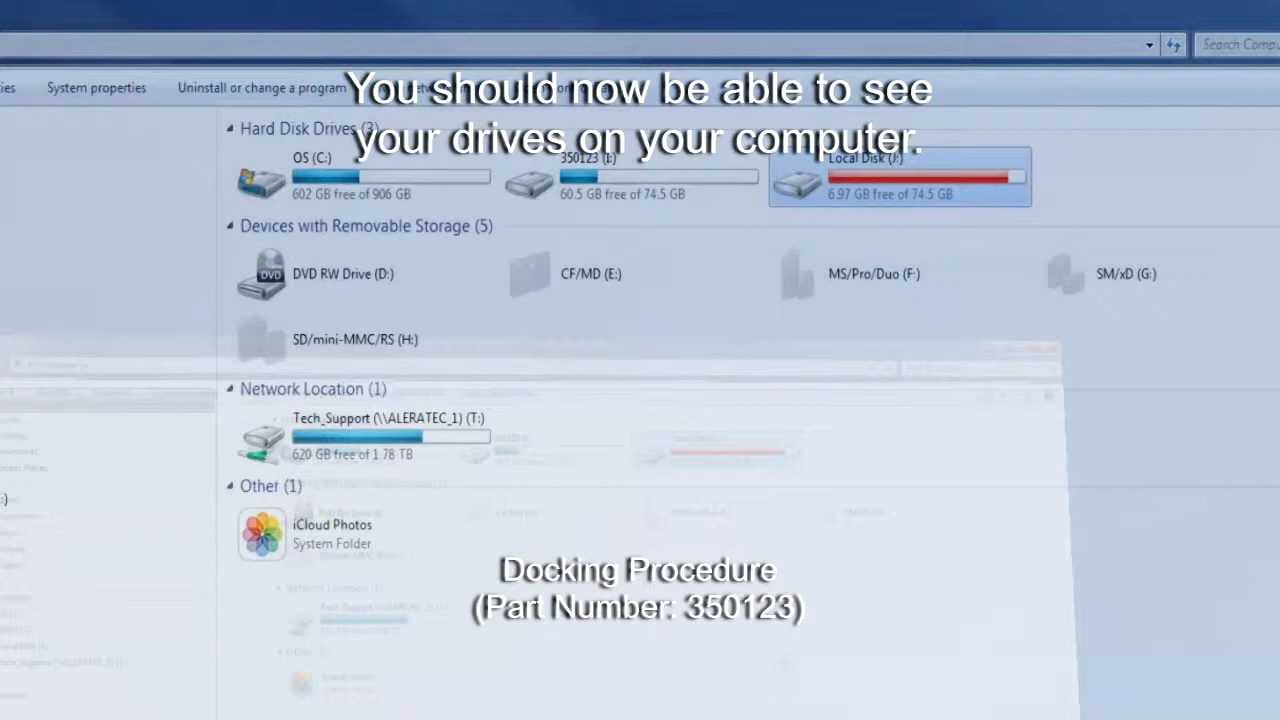 Search Compu
ies System properties Uninstall or change a program
You should now be able to see
your drives on your computer.
Hard Disk Drives (3)
OS (C:)
602 GB free of 906 GB
350123 (I:)
60.5 GB free of 74.5 GB
Local Disk (J:)
6.97 GB free of 74.5 GB
Devices with Removable Storage (5)
DVD RW Drive (D:)
CF/MD (E:)
MS/Pro/Duo (F:)
SM/xD (G:)
SD/mini-MMC/RS (H:)
Network Location (1)
Tech_Support (\\ALERATEC_1) (T:)
620 GB free of 1.78 TB
Other (1)
iCloud Photos
System Folder
Docking Procedure
(Part Number: 350123)